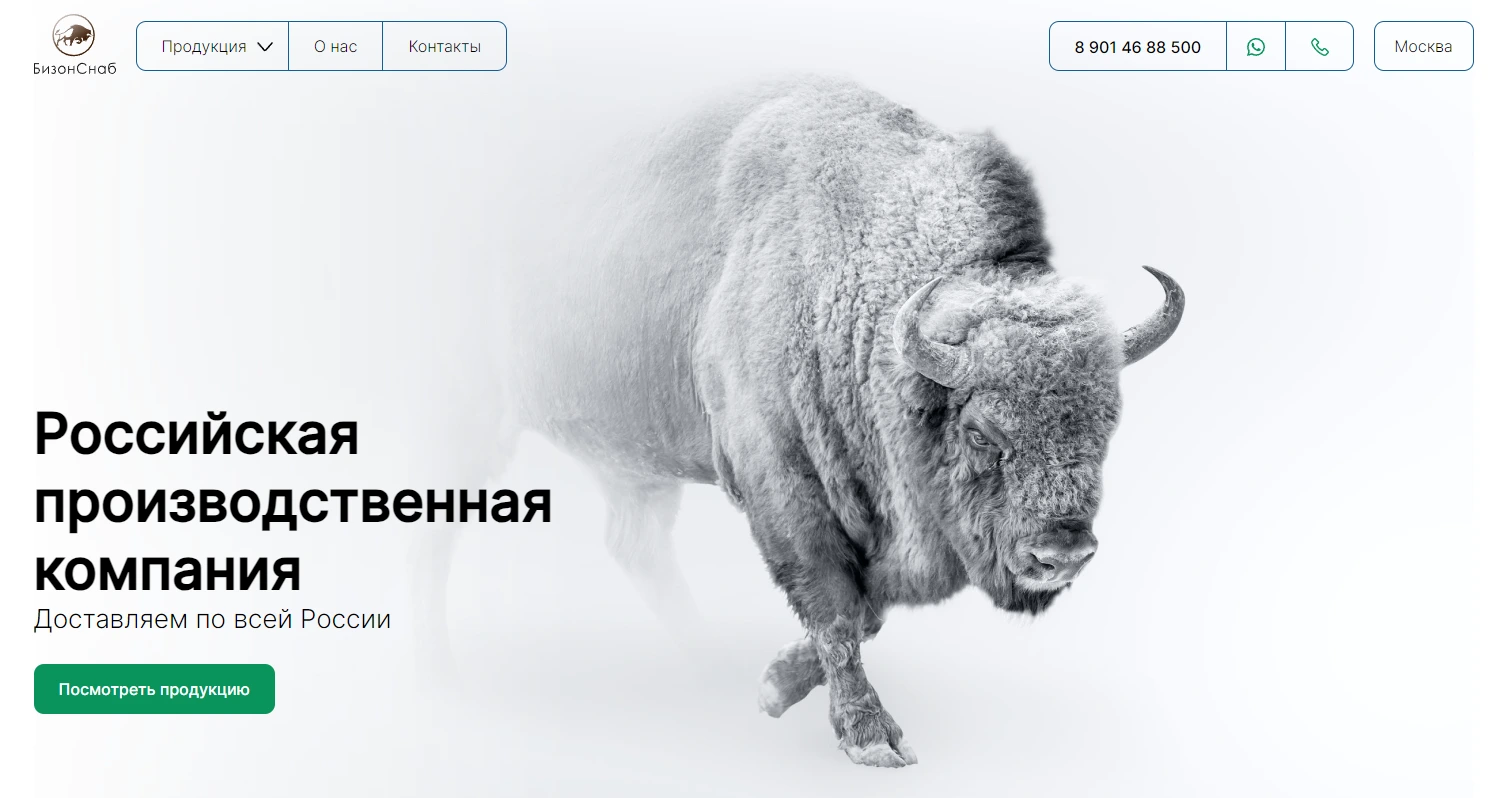 БизонСнаб
Продукция
О нас
Контакты
8 901 46 88 500
Москва
Российская
производственная
компания
Доставляем по всей России
Посмотреть продукцию